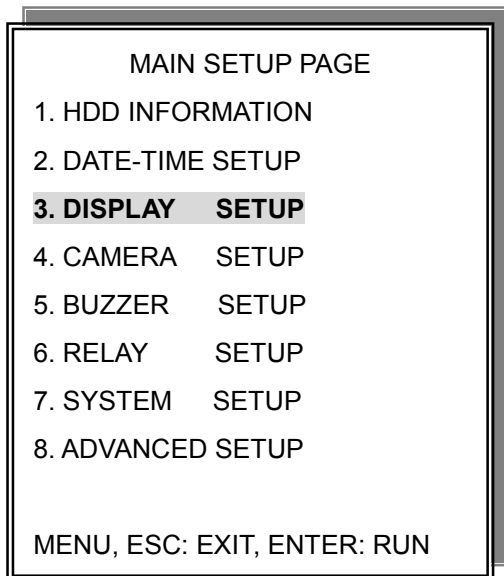 MAIN SETUP PAGE
1. HDD INFORMATION
2. DATE-TIME SETUP
3. DISPLAY SETUP
4. CAMERA SETUP
5. BUZZER SETUP
6. RELAY SETUP
7. SYSTEM SETUP
8. ADVANCED SETUP
MENU, ESC: EXIT, ENTER: RUN